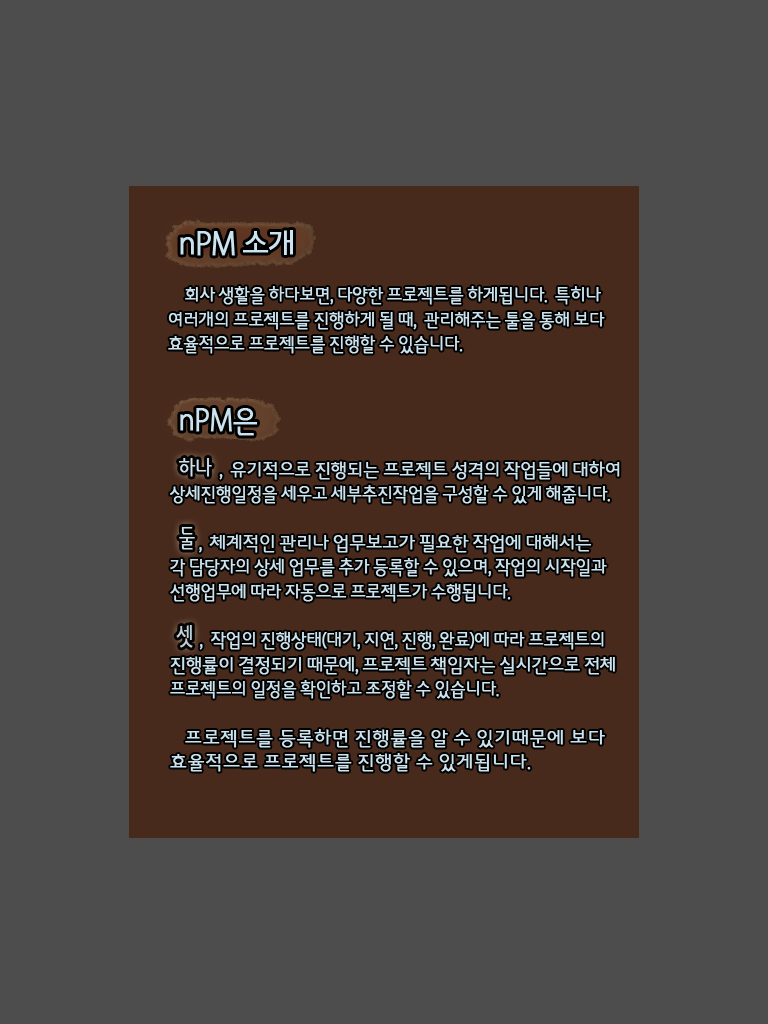 nPM 소개
회사 생활을 하다보면, 다양한 프로젝트를 하게됩니다. 특히나
여러개의 프로젝트를 진행하게 될 때, 관리해주는 툴을 통해 보다
효율적으로 프로젝트를 진행할 수 있습니다.
nPM은
하나, 유기적으로 진행되는 프로젝트 성격의 작업들에 대하여
상세진행일정을 세우고 세부추진작업을 구성할 수 있게 해줍니다.
둘, 체계적인 관리나 업무보고가 필요한 작업에 대해서는
각 담당자의 상세 업무를 추가 등록할 수 있으며, 작업의 시작일과
선행업무에 따라 자동으로 프로젝트가 수행됩니다.
셋, 작업의 진행상태(대기, 지연, 진행, 완료)에 따라 프로젝트의
진행률이 결정되기 때문에, 프로젝트 책임자는 실시간으로 전체
프로젝트의 일정을 확인하고 조정할 수 있습니다.
프로젝트를 등록하면 진행률을 알 수 있기때문에 보다
효율적으로 프로젝트를 진행할 수 있게됩니다.